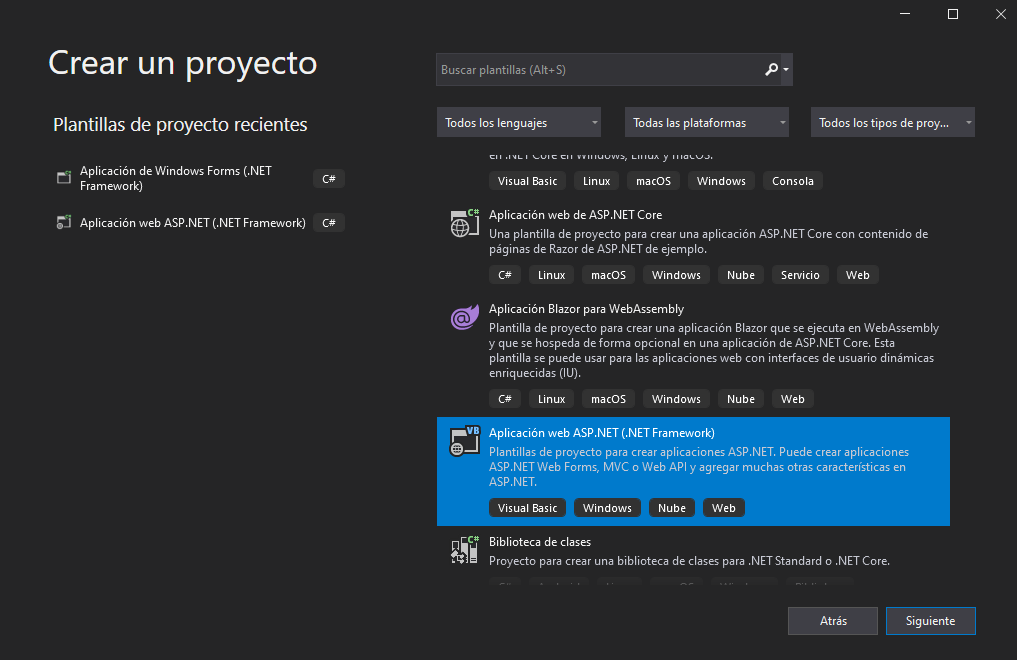 Crear un proyecto
Plantillas de proyecto recientes
Aplicación de Windows Forms (.NET
Framework)
C#
Aplicación web ASP.NET (.NET Framework)
C#
Buscar plantillas (Alt+S)
Todos los lenguajes
Todas las plataformas
Todos los tipos de proy...
en .NET Core en Windows, Linux y macOS.
Visual Basic Linux macOS Windows Consola
C#
Aplicación web de ASP.NET Core
Una plantilla de proyecto para crear una aplicación ASP.NET Core con contenido de
páginas de Razor de ASP.NET de ejemplo.
C# Linux macOS Windows Nube Servicio Web
Aplicación Blazor para WebAssembly
Plantilla de proyecto para crear una aplicación Blazor que se ejecuta en WebAssembly
y que se hospeda de forma opcional en una aplicación de ASP.NET Core. Esta
plantilla se puede usar para las aplicaciones web con interfaces de usuario dinámicas
enriquecidas (IU).
C# Linux macOS Windows Nube Web
VB
Aplicación web ASP.NET (.NET Framework)
Plantillas de proyecto para crear aplicaciones ASP.NET. Puede crear aplicaciones
ASP.NET Web Forms, MVC o Web API y agregar muchas otras características en
ASP.NET.
Visual Basic Windows Nube Web
C#
Biblioteca de clases
Proyecto para crear una biblioteca de clases para .NET Standard o .NET Core.
Atrás
Siguiente